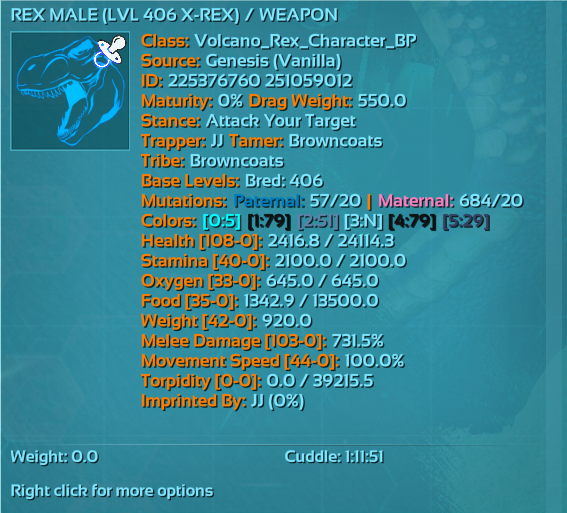 REX MALE (LVL 406 X-REX) / WEAPON
Class: Volcano_Rex_Character_BP
Source: Genesis (Vanilla)
ID: 225376760 251059012
Maturity: 0% Drag Weight: 550.0
Stance: Attack Your Target
Trapper: JJ Tamer: Browncoats
Tribe: Browncoats
Base Levels: Bred: 406
Mutations: Paternal: 57/20 | Maternal: 684/20
Colors: [0:5] [1:79] [2:51] [3:N] [4:79] [5:29]
Health [108-0]: 2416.8 / 24114.3
Stamina [40-0]: 2100.0 / 2100.0
Oxygen [33-0]: 645.0 / 645.0
Food [35-0]: 1342.9 / 13500.0
Weight [42-0]: 920.0
Melee Damage [103-0]: 731.5%
Movement Speed [44-0]: 100.0%
Torpidity [0-0]: 0.0 / 39215.5
Imprinted By: JJ (0%)
Weight: 0.0 Cuddle: 1:11:51
Right click for more options